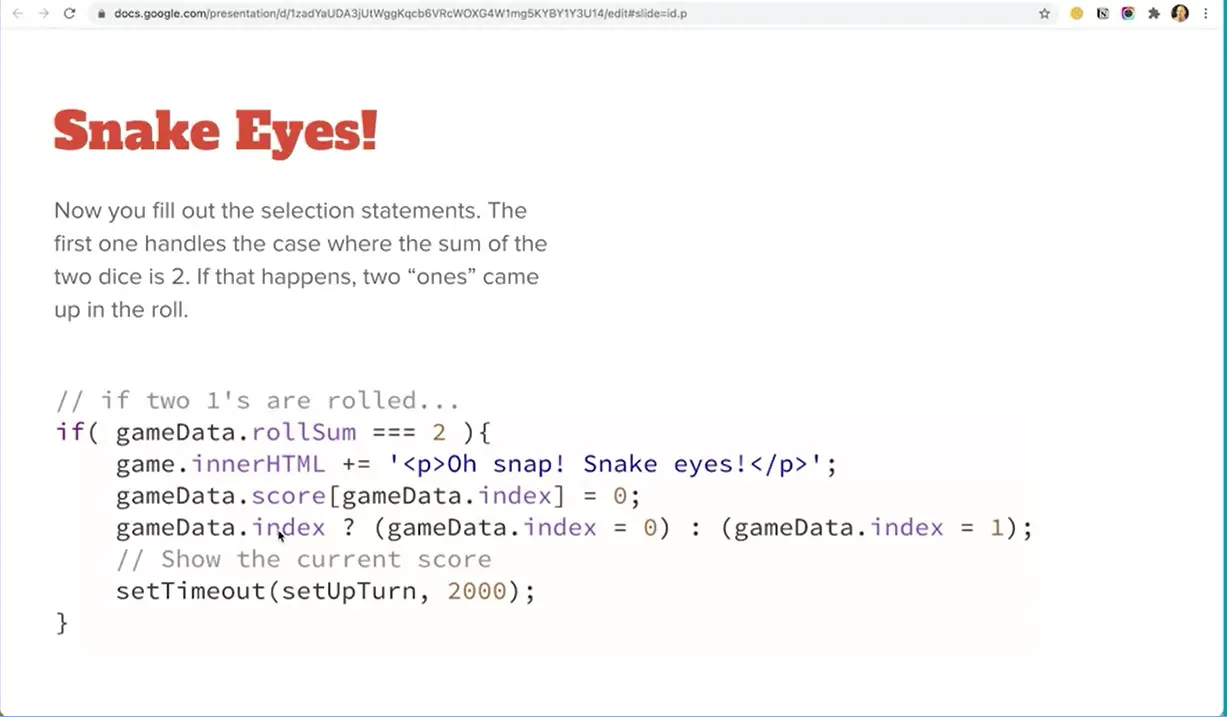 docs.google.com/presentation/d/1zadYaUDA3jUtWggKqcb6VRcWOXG4W1mg5KYBY1Y3U14/edit#slide=id.p
Snake Eyes!
Now you fill out the selection statements. The
first one handles the case where the sum of the
two dice is 2. If that happens, two “ones” came
up in the roll.
// if two 1's are rolled...
if( gameData.rollSum === 2 ){
game.innerHTML += '<p>Oh snap! Snake eyes!</p>';
gameData.score[gameData.index] = 0;
gameData.index ? (gameData.index = 0) : (gameData.index = 1);
// Show the current score
setTimeout(setUpTurn, 2000);
}